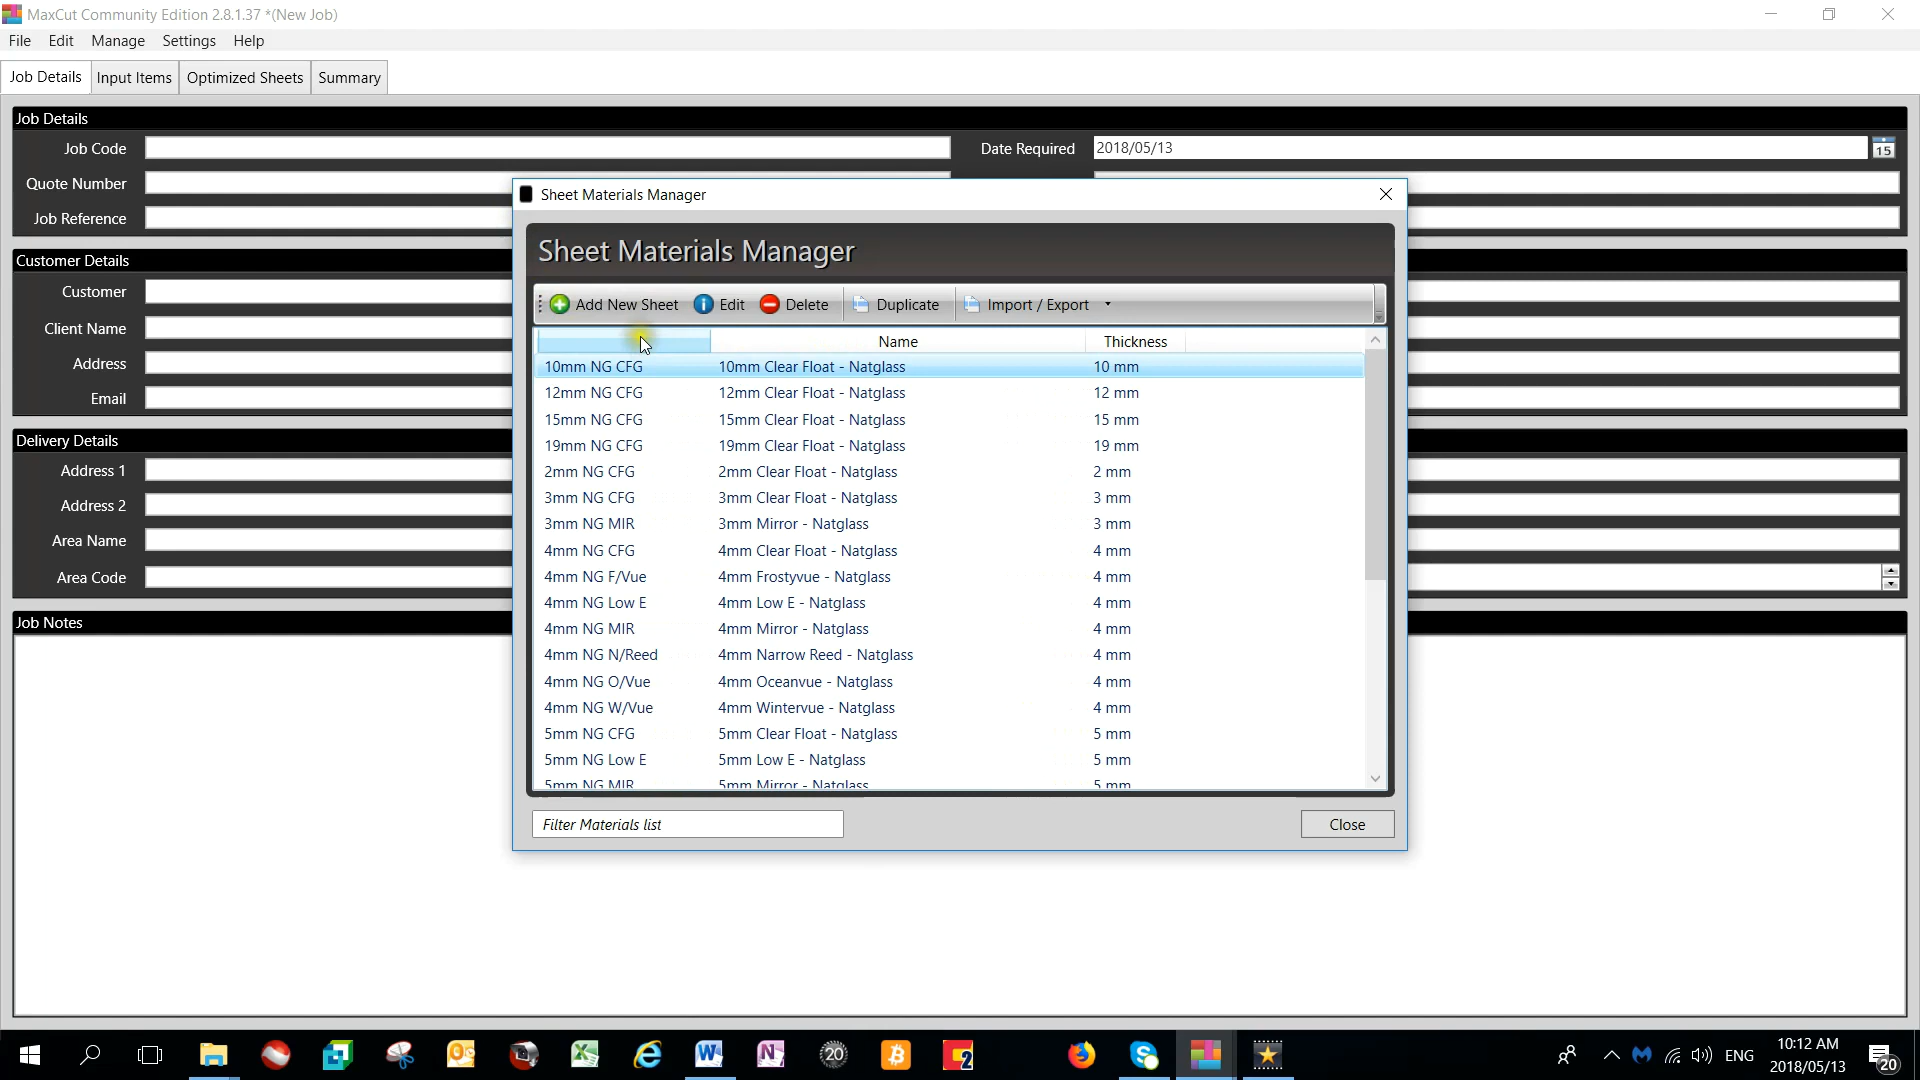 MaxCut Community Edition 2.8.1.37 *(New Job)
File Edit Manage Settings Help
Job Details Input Items Optimized Sheets Summary
Job Details
Job Code
Date Required 2018/05/13
15
Quote Number
Job Reference
Customer Details
Customer
Client Name
Address
Email
Delivery Details
Address 1
Address 2
Area Name
Area Code
Job Notes
Sheet Materials Manager
Sheet Materials Manager
Add New Sheet Edit Delete Duplicate Import / Export
Name Thickness
10mm NG CFG 10mm Clear Float - Natglass 10 mm
12mm NG CFG 12mm Clear Float - Natglass 12 mm
15mm NG CFG 15mm Clear Float - Natglass 15 mm
19mm NG CFG 19mm Clear Float - Natglass 19 mm
2mm NG CFG 2mm Clear Float - Natglass 2 mm
3mm NG CFG 3mm Clear Float - Natglass 3 mm
3mm NG MIR 3mm Mirror - Natglass 3 mm
4mm NG CFG 4mm Clear Float - Natglass 4 mm
4mm NG F/Vue 4mm Frostyvue - Natglass 4 mm
4mm NG Low E 4mm Low E - Natglass 4 mm
4mm NG MIR 4mm Mirror - Natglass 4 mm
4mm NG N/Reed 4mm Narrow Reed - Natglass 4 mm
4mm NG O/Vue 4mm Oceanvue - Natglass 4 mm
4mm NG W/Vue 4mm Wintervue - Natglass 4 mm
5mm NG CFG 5mm Clear Float - Natglass 5 mm
5mm NG Low E 5mm Low E - Natglass 5 mm
5mm NG MIR 5mm Mirror - Natglass 5 mm
Filter Materials list
Close
20
2
ENG
10:12 AM
2018/05/13
20